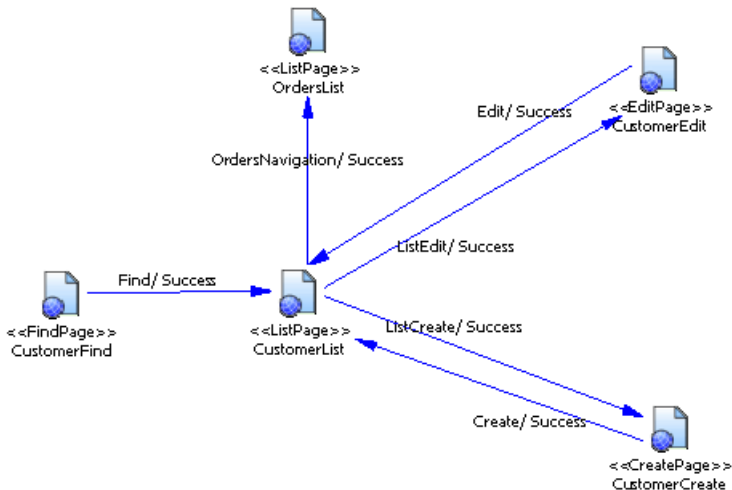 <<ListPage>>
OrdersList
<<EditPage>>
CustomerEdit
Edit/ Success
OrdersNavigation/ Success
ListEdit/ Success
Find/ Success
<<FindPage>>
CustomerFind
<<ListPage>>
CustomerList
ListCreate/ Success
Create/ Success
<<CreatePage>>
CustomerCreate